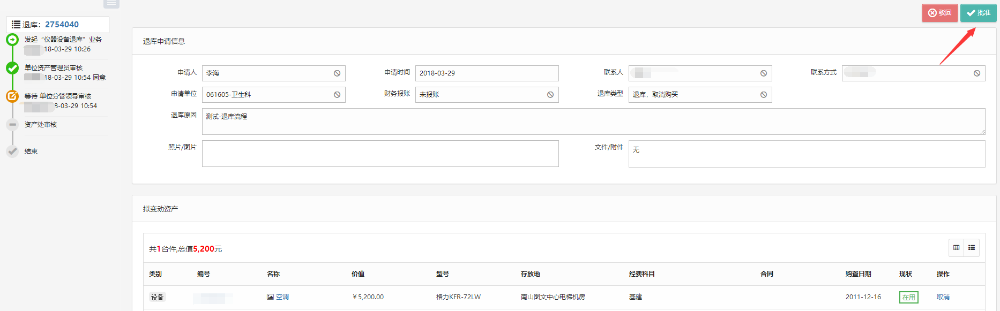 驳回
批准
退库：2754040
发起“仪器设备退库”业务
18-03-29 10:26
单位资产管理员审核
18-03-29 10:54 同意
等待 单位分管领导审核
8-03-29 10:54
资产处审核
结束
退库申请信息
申请人 李海 申请时间 2018-03-29 联系人 联系方式
申请单位 061605-卫生科 财务报账 未报账 退库类型 退库，取消购买
退库原因 测试-退库流程
照片/图片 文件/附件 无
拟变动资产
共1台件,总值5,200元
类别 编号 名称 价值 型号 存放地 经费科目 合同 购置日期 现状 操作
设备 空调 ￥5,200.00 格力KFR-72LW 南山图文中心电梯机房 基建 2011-12-16 在用 取消